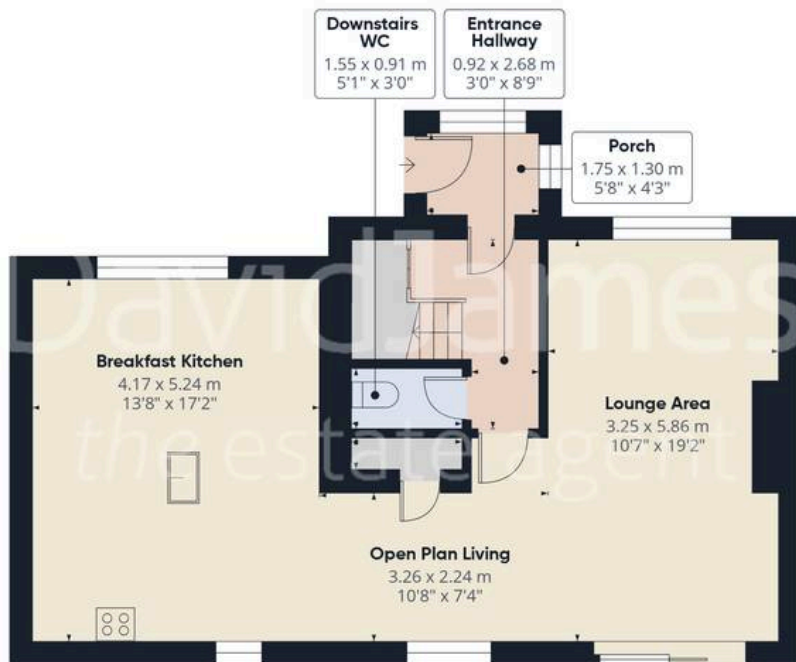 Downstairs
WC
1.55 x 0.91 m
5'1" x 3'0"
Entrance
Hallway
0.92 x 2.68 m
3'0" x 8'9"
Porch
1.75 x 1.30 m
5'8" x 4'3"
DavidJames
the estate agent
Breakfast Kitchen
4.17 x 5.24 m
13'8" x 17'2"
Lounge Area
3.25 x 5.86 m
10'7" x 19'2"
Open Plan Living
3.26 x 2.24 m
10'8" x 7'4"